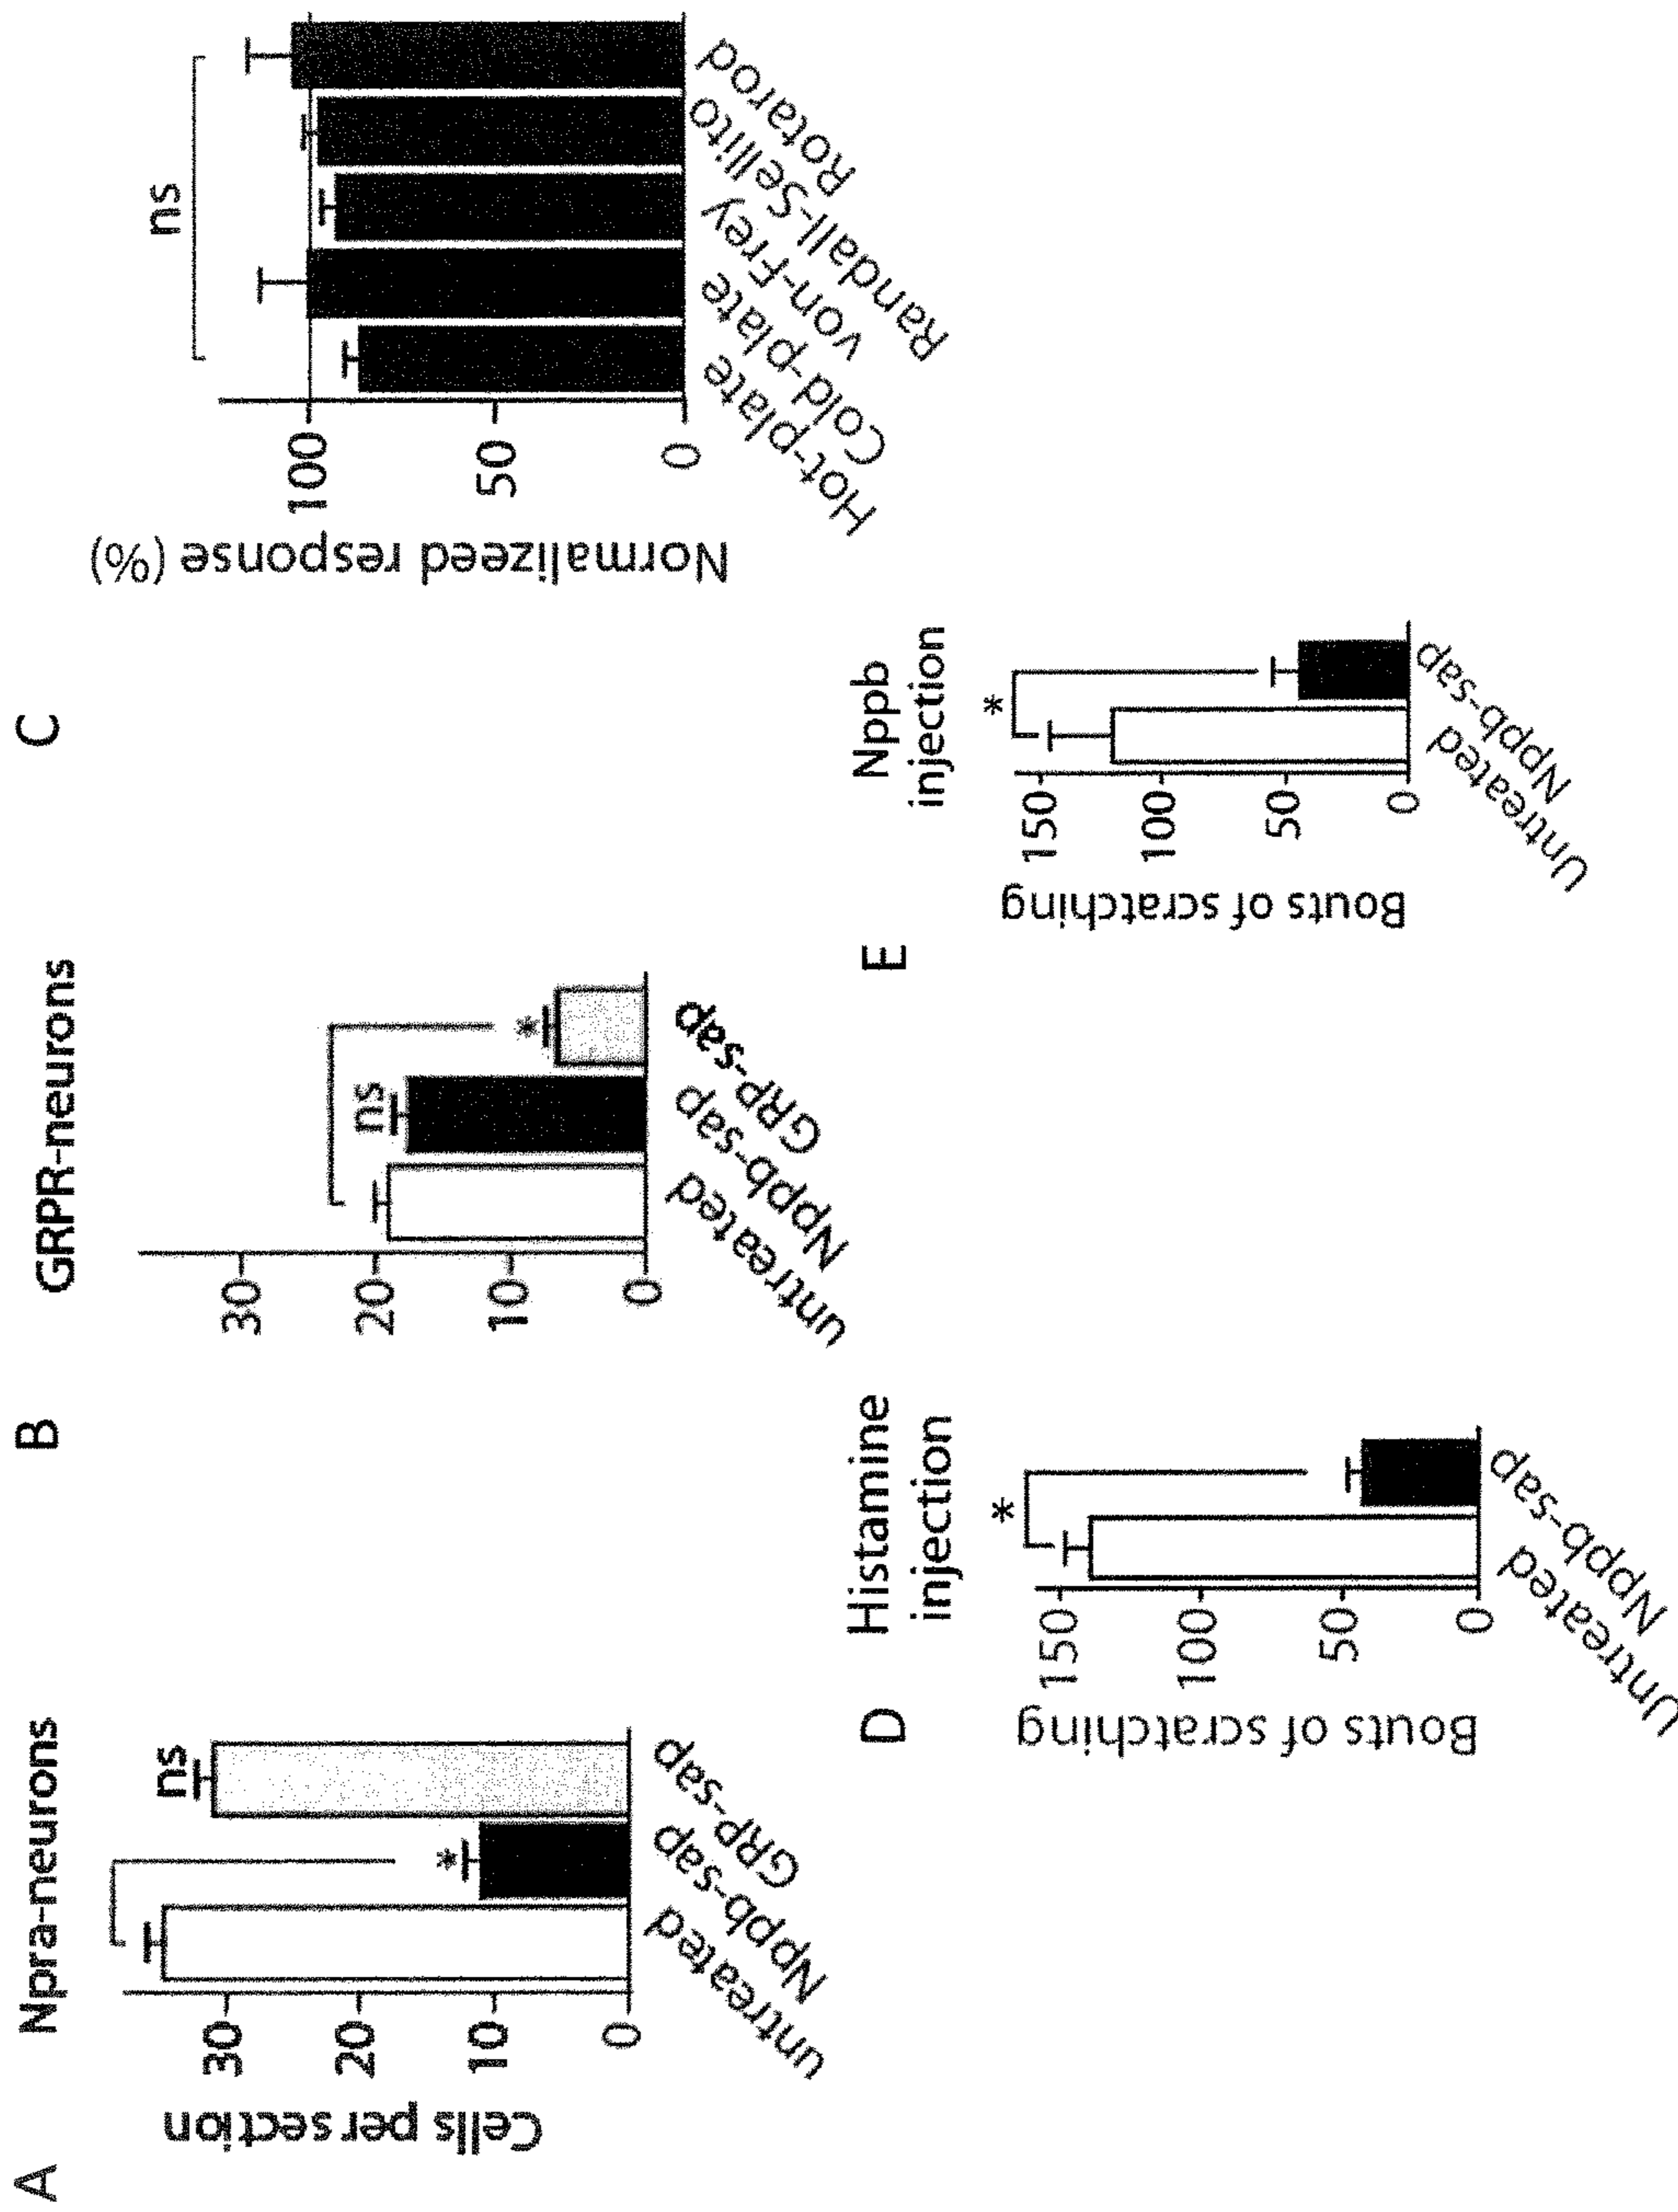 A
Npra-neurons
Cells per section
30
20
10
0
*
ns
untreated
Nppb-sap
GRP-sap
B
GRPR-neurons
30
20
10
0
ns
*
untreated
Nppb-sap
GRP-sap
C
Normalizeed response (%)
100
50
0
ns
Hot-plate
Cold-plate
von-Frey
Randall-Sellito
Rotarod
D
Histamine
injection
Bouts of scratching
150
100
50
0
*
Untreated
Nppb-sap
E
Nppb
injection
Bouts of scratching
150
100
50
0
*
Untreated
Nppb-sap